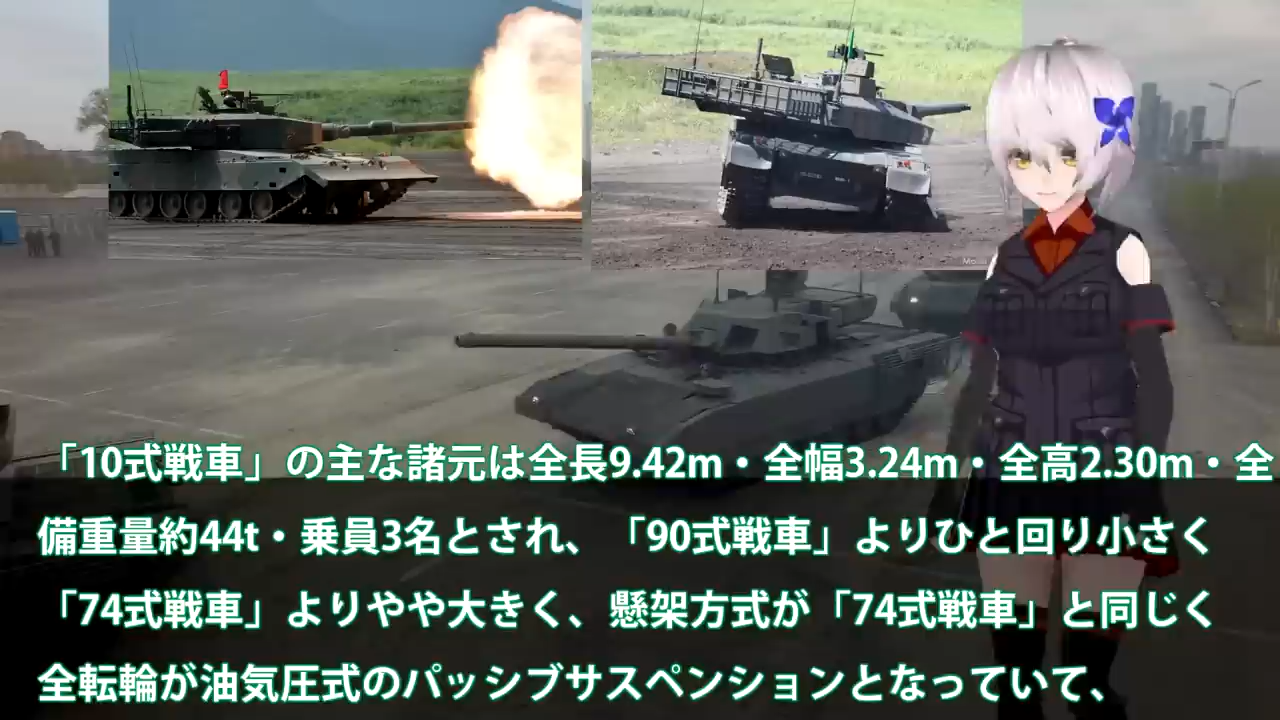 「10式戦車」の主な諸元は全長9.42m・全幅3.24m・全高2.30m・全
備重量約44t・乗員3名とされ、「90式戦車」よりひと回り小さく
「74式戦車」よりやや大きく、懸架方式が「74式戦車」と同じく
全転輪が油気圧式のパッシブサスペンションとなっていて、